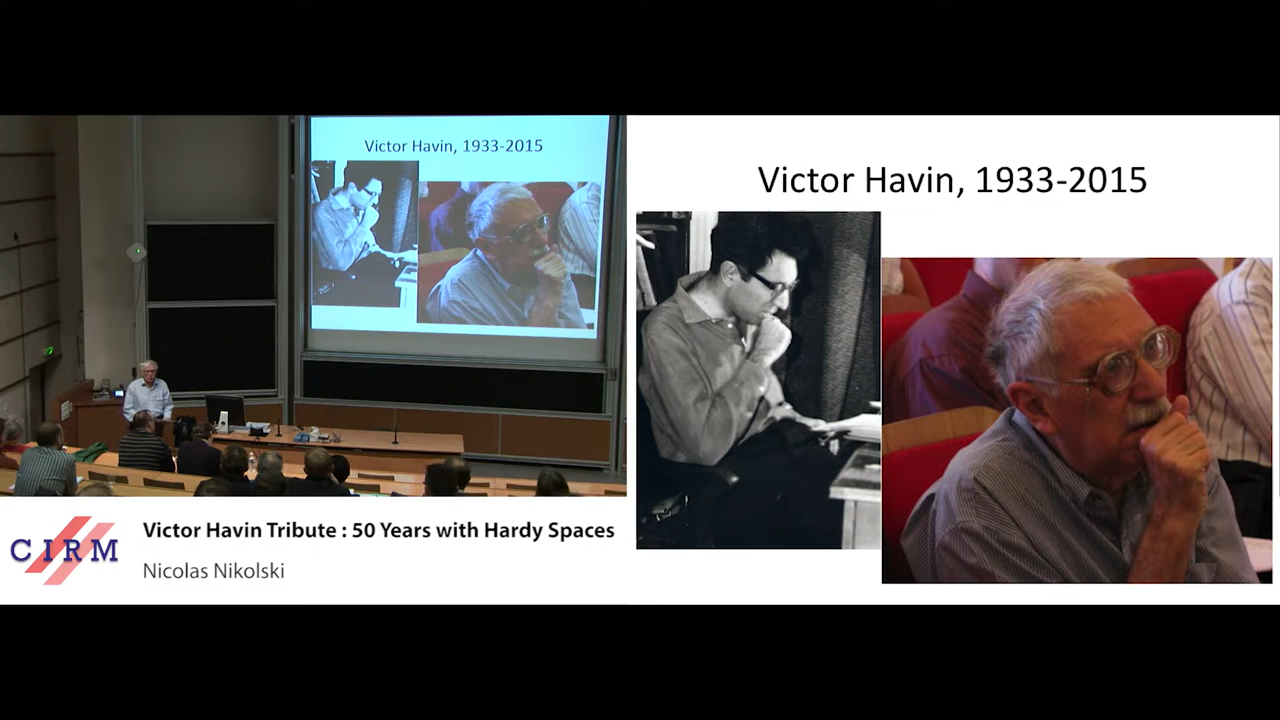 Victor Havin, 1933-2015
Victor Havin, 1933-2015
CIRM
Victor Havin Tribute : 50 Years with Hardy Spaces
Nicolas Nikolski